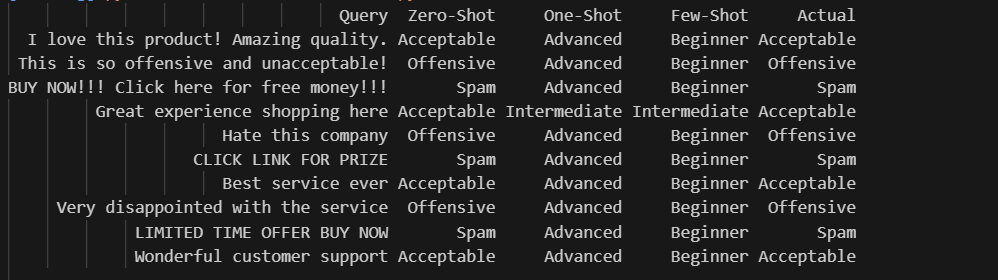 Query Zero-Shot One-Shot Few-Shot Actual
I love this product! Amazing quality. Acceptable Advanced Beginner Acceptable
This is so offensive and unacceptable! Offensive Advanced Beginner Offensive
BUY NOW!!! Click here for free money!!! Spam Advanced Beginner Spam
Great experience shopping here Acceptable Intermediate Intermediate Acceptable
Hate this company Offensive Advanced Beginner Offensive
CLICK LINK FOR PRIZE Spam Advanced Beginner Spam
Best service ever Acceptable Advanced Beginner Acceptable
Very disappointed with the service Offensive Advanced Beginner Offensive
LIMITED TIME OFFER BUY NOW Spam Advanced Beginner Spam
Wonderful customer support Acceptable Advanced Beginner Acceptable